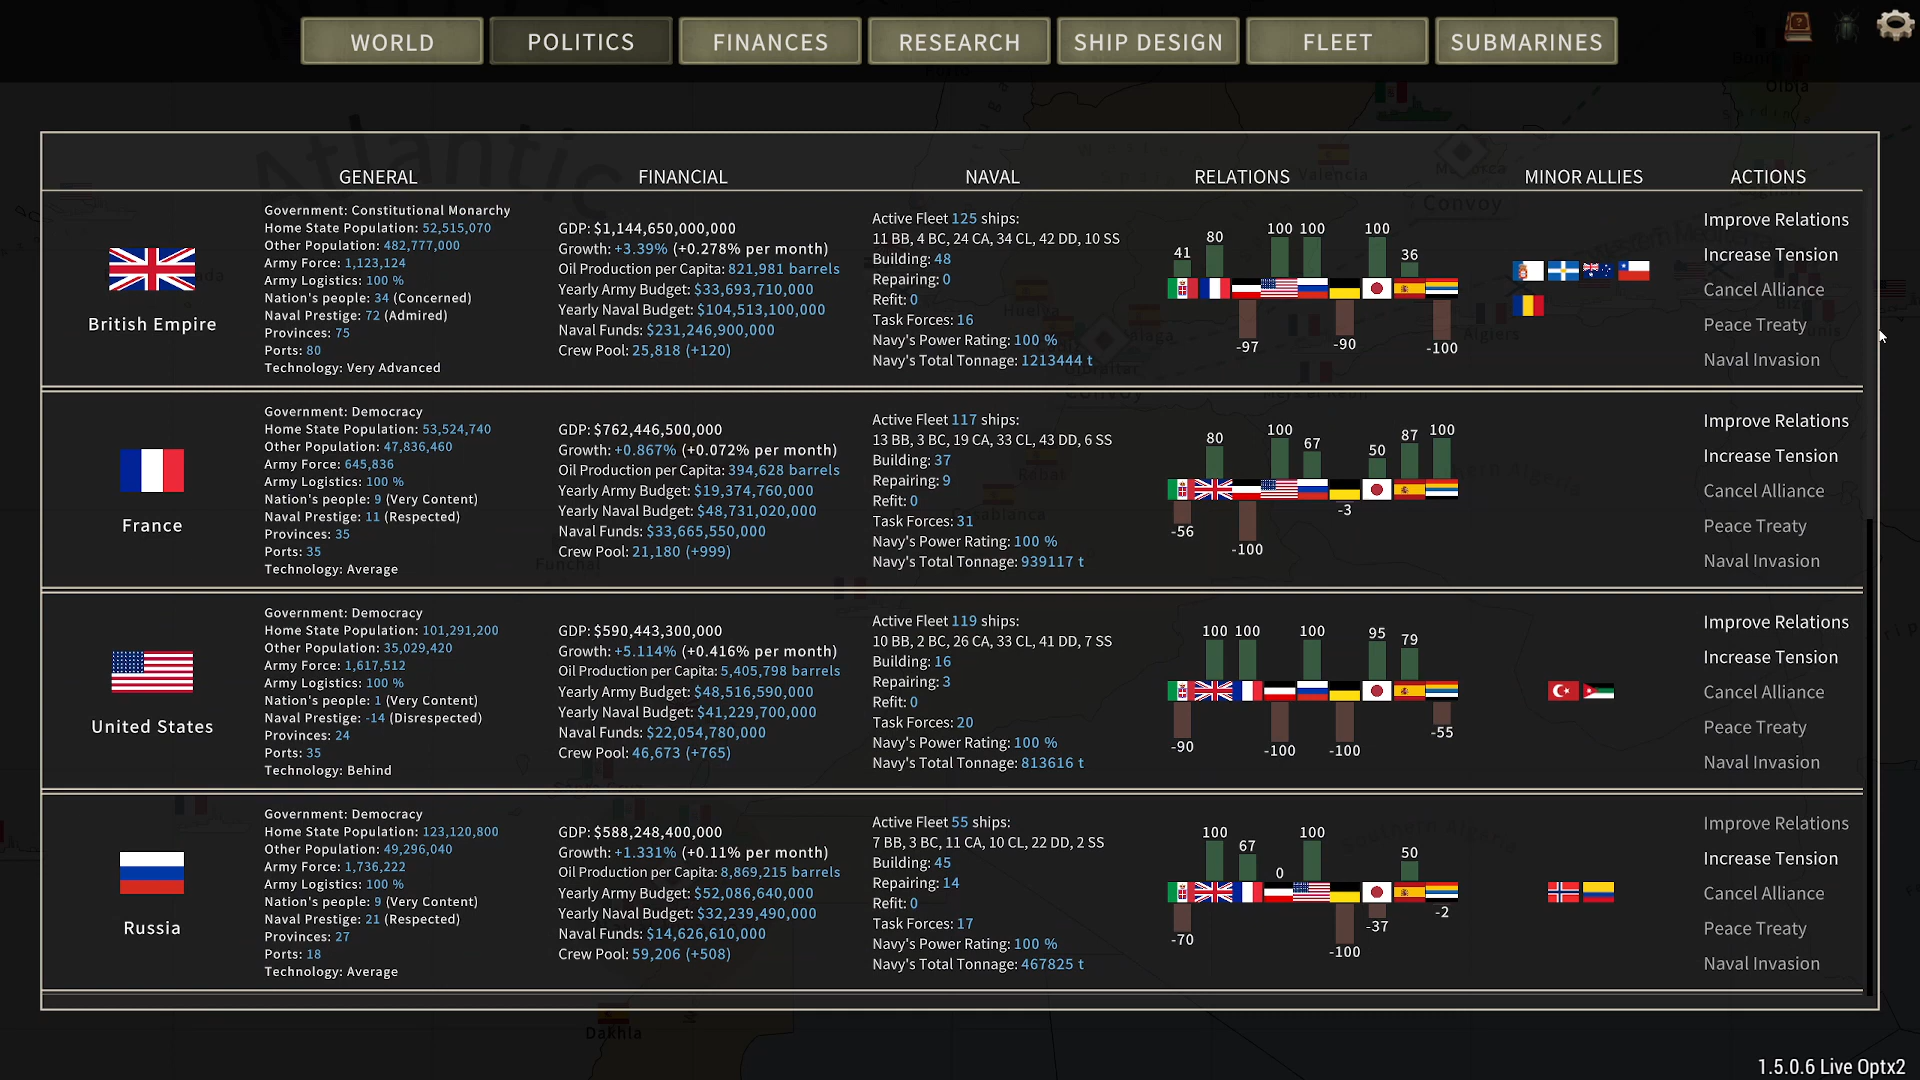 WORLD
POLITICS
FINANCES
RESEARCH
SHIP DESIGN
FLEET
SUBMARINES
GENERAL
FINANCIAL
NAVAL
RELATIONS
MINOR ALLIES
ACTIONS
British Empire
Government: Constitutional Monarchy
Home State Population: 52,515,070
Other Population: 482,777,000
Army Force: 1,123,124
Army Logistics: 100 %
Nation's people: 34 (Concerned)
Naval Prestige: 72 (Admired)
Provinces: 75
Ports: 80
Technology: Very Advanced
GDP: $1,144,650,000,000
Growth: +3.39% (+0.278% per month)
Oil Production per Capita: 821,981 barrels
Yearly Army Budget: $33,693,710,000
Yearly Naval Budget: $104,513,100,000
Naval Funds: $231,246,900,000
Crew Pool: 25,818 (+120)
Active Fleet 125 ships:
11 BB, 4 BC, 24 CA, 34 CL, 42 DD, 10 SS
Building: 48
Repairing: 0
Refit: 0
Task Forces: 16
Navy's Power Rating: 100 %
Navy's Total Tonnage: 1213444 t
41 80 -97 100 100 -90 100 36 -100
Improve Relations
Increase Tension
Cancel Alliance
Peace Treaty
Naval Invasion
France
Government: Democracy
Home State Population: 53,524,740
Other Population: 47,836,460
Army Force: 645,836
Army Logistics: 100 %
Nation's people: 9 (Very Content)
Naval Prestige: 11 (Respected)
Provinces: 35
Ports: 35
Technology: Average
GDP: $762,446,500,000
Growth: +0.867% (+0.072% per month)
Oil Production per Capita: 394,628 barrels
Yearly Army Budget: $19,374,760,000
Yearly Naval Budget: $48,731,020,000
Naval Funds: $33,665,550,000
Crew Pool: 21,180 (+999)
Active Fleet 117 ships:
13 BB, 3 BC, 19 CA, 33 CL, 43 DD, 6 SS
Building: 37
Repairing: 9
Refit: 0
Task Forces: 31
Navy's Power Rating: 100 %
Navy's Total Tonnage: 939117 t
-56 80 -100 100 67 -3 50 87 100
Improve Relations
Increase Tension
Cancel Alliance
Peace Treaty
Naval Invasion
United States
Government: Democracy
Home State Population: 101,291,200
Other Population: 35,029,420
Army Force: 1,617,512
Army Logistics: 100 %
Nation's people: 1 (Very Content)
Naval Prestige: -14 (Disrespected)
Provinces: 24
Ports: 35
Technology: Behind
GDP: $590,443,300,000
Growth: +5.114% (+0.416% per month)
Oil Production per Capita: 5,405,798 barrels
Yearly Army Budget: $48,516,590,000
Yearly Naval Budget: $41,229,700,000
Naval Funds: $22,054,780,000
Crew Pool: 46,673 (+765)
Active Fleet 119 ships:
10 BB, 2 BC, 26 CA, 33 CL, 41 DD, 7 SS
Building: 16
Repairing: 3
Refit: 0
Task Forces: 20
Navy's Power Rating: 100 %
Navy's Total Tonnage: 813616 t
-90 100 100 -100 100 -100 95 79 -55
Improve Relations
Increase Tension
Cancel Alliance
Peace Treaty
Naval Invasion
Russia
Government: Democracy
Home State Population: 123,120,800
Other Population: 49,296,040
Army Force: 1,736,222
Army Logistics: 100 %
Nation's people: 9 (Very Content)
Naval Prestige: 21 (Respected)
Provinces: 27
Ports: 18
Technology: Average
GDP: $588,248,400,000
Growth: +1.331% (+0.11% per month)
Oil Production per Capita: 8,869,215 barrels
Yearly Army Budget: $52,086,640,000
Yearly Naval Budget: $32,239,490,000
Naval Funds: $14,626,610,000
Crew Pool: 59,206 (+508)
Active Fleet 55 ships:
7 BB, 3 BC, 11 CA, 10 CL, 22 DD, 2 SS
Building: 45
Repairing: 14
Refit: 0
Task Forces: 17
Navy's Power Rating: 100 %
Navy's Total Tonnage: 467825 t
-70 100 67 0 100 -100 -37 50 -2
Improve Relations
Increase Tension
Cancel Alliance
Peace Treaty
Naval Invasion
Atlantic
Olbia
Valencia
Convoy
Gibraltar
Convoy
Algiers
Funchal
Dakhla
1.5.0.6 Live Optx2